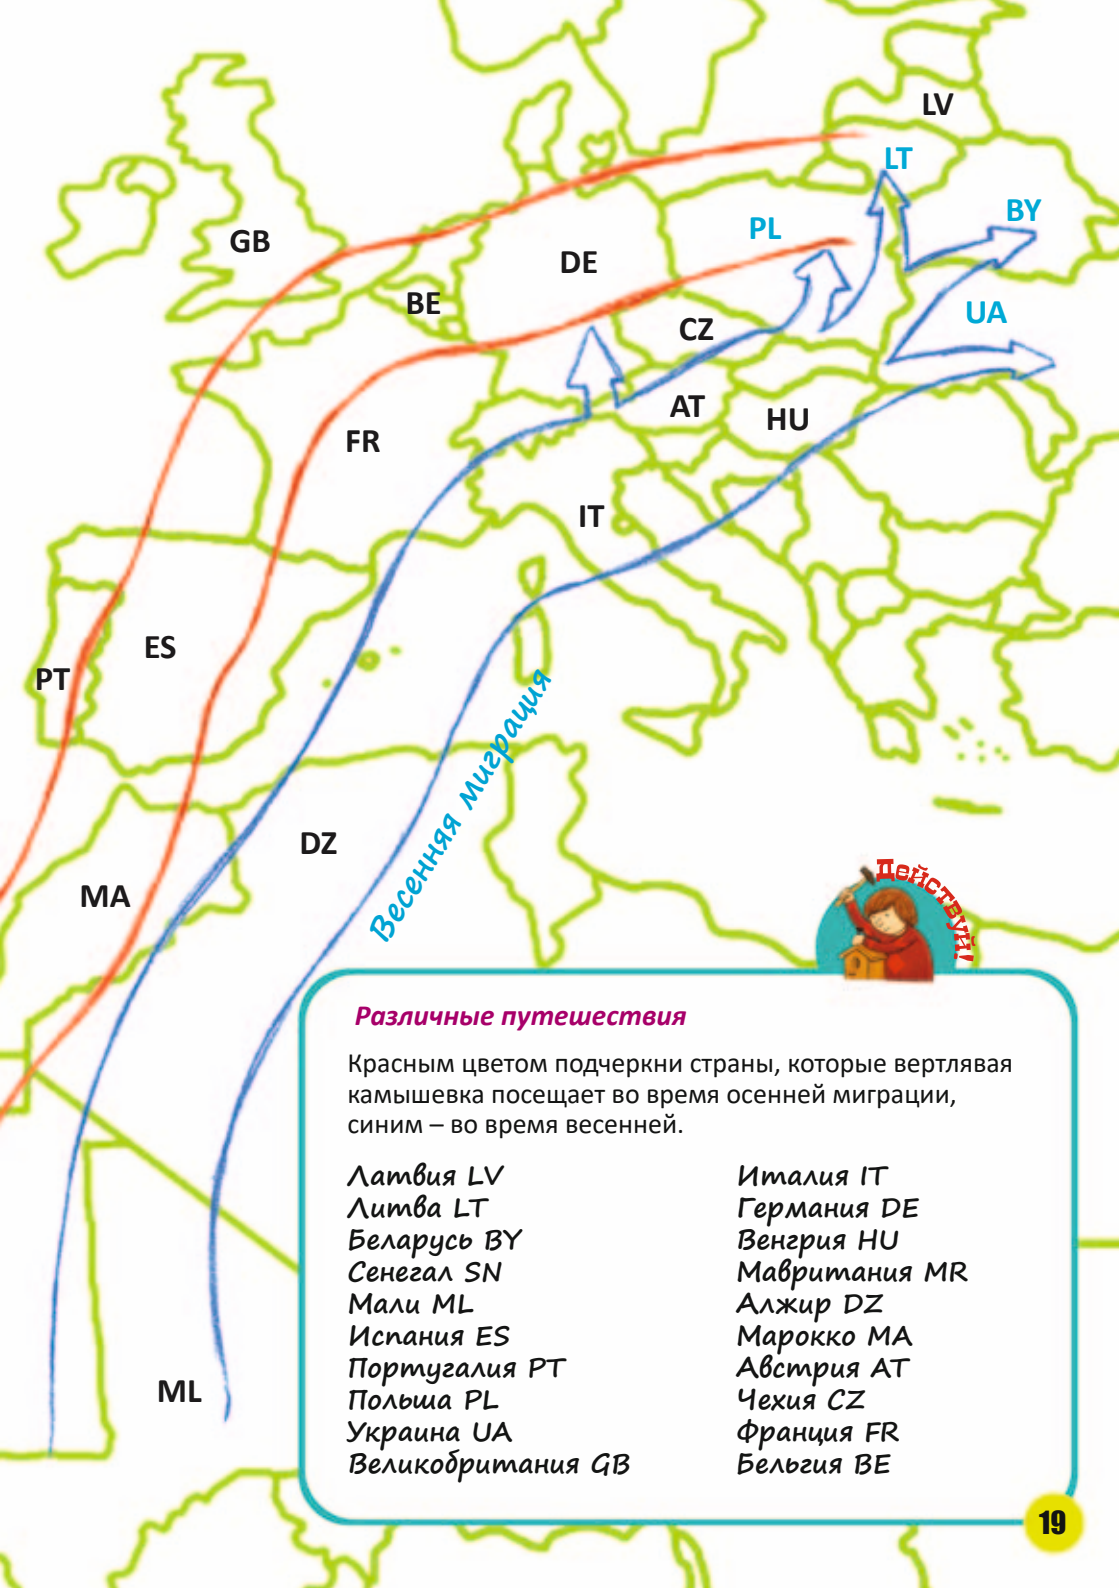 LV
LT
BY
GB
PL
DE
BE
UA
CZ
AT
HU
FR
IT
ES
PT
Весенняя миграция
DZ
MA
Действуй!
ML
Различные путешествия
Красным цветом подчеркни страны, которые вертлявая
камышевка посещает во время осенней миграции,
синим – во время весенней.
Латвия LV
Литва LT
Беларусь BY
Сенегал SN
Мали ML
Испания ES
Португалия PT
Польша PL
Украина UA
Великобритания GB
Италия IT
Германия DE
Венгрия HU
Мавритания MR
Алжир DZ
Марокко MA
Австрия AT
Чехия CZ
Франция FR
Бельгия BE
19